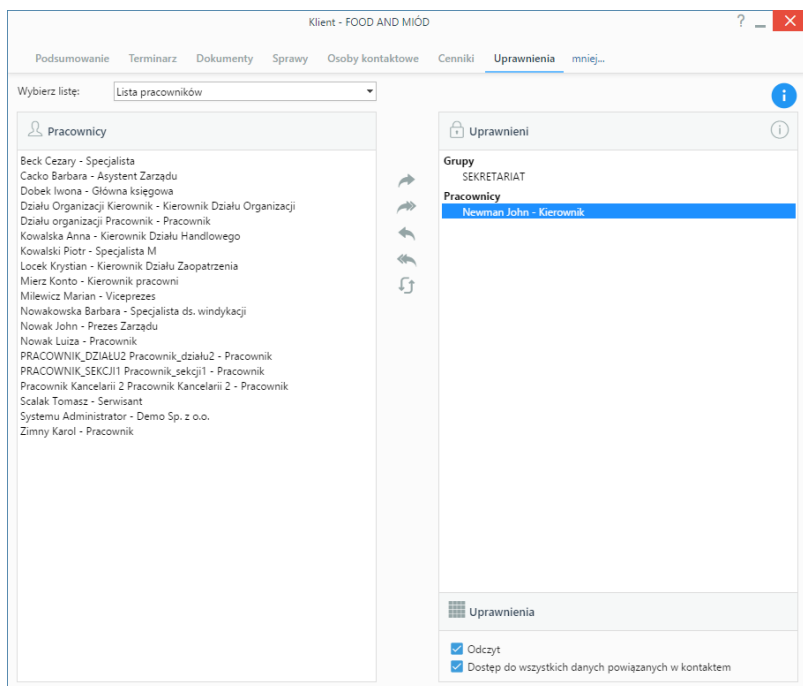 Klient - FOOD AND MIÓD
?
Podsumowanie Terminarz Dokumenty Sprawy Osoby kontaktowe Cenniki Uprawnienia mniej...
Wybierz listę: Lista pracowników
Pracownicy
Beck Cezary - Specjalista
Cacko Barbara - Asystent Zarządu
Dobek Iwona - Główna księgowa
Działu Organizacji Kierownik - Kierownik Działu Organizacji
Działu organizacji Pracownik - Pracownik
Kowalska Anna - Kierownik Działu Handlowego
Kowalski Piotr - Specjalista M
Locek Krystian - Kierownik Działu Zaopatrzenia
Mierz Konto - Kierownik pracowni
Milewicz Marian - Viceprezes
Nowakowska Barbara - Specjalista ds. windykacji
Nowak John - Prezes Zarządu
Nowak Luiza - Pracownik
PRACOWNIK_DZIAŁU2 Pracownik_działu2 - Pracownik
PRACOWNIK_SEKCJI1 Pracownik_sekcji1 - Pracownik
Pracownik Kancelarii 2 Pracownik Kancelarii 2 - Pracownik
Scalak Tomasz - Serwisant
Systemu Administrator - Demo Sp. z o.o.
Zimny Karol - Pracownik
Uprawnieni
Grupy
SEKRETARIAT
Pracownicy
Newman John - Kierownik
Uprawnienia
Odczyt
Dostęp do wszystkich danych powiązanych w kontaktem